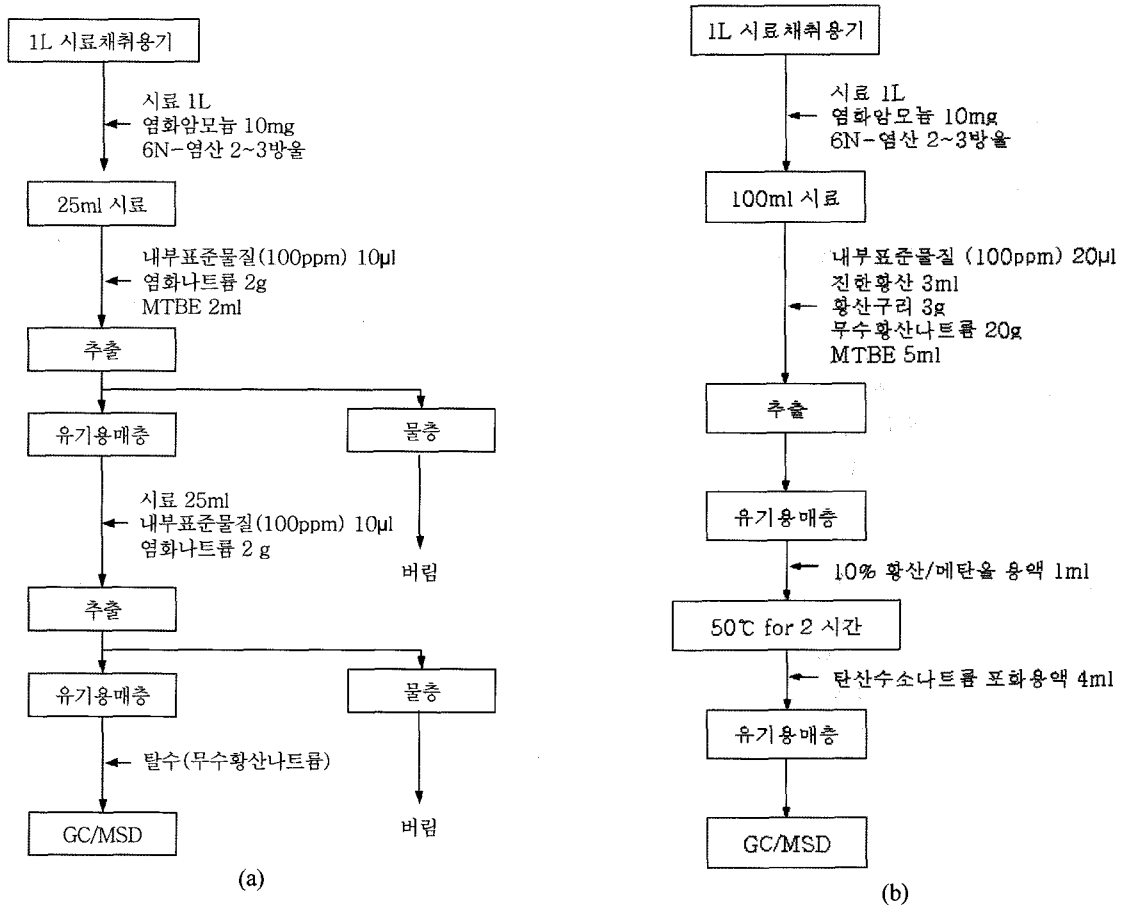 1L 시료채취용기
시료 1L
염화암모늄 10mg
6N-염산 2~3방울
25ml 시료
내부표준물질(100ppm) 10μl
염화나트륨 2g
MTBE 2ml
추출
유기용매층
물층
시료 25ml
내부표준물질(100ppm) 10μl
염화나트륨 2 g
버림
추출
유기용매층
물층
탈수(무수황산나트륨)
버림
GC/MSD
(a)
1L 시료채취용기
시료 1L
염화암모늄 10mg
6N-염산 2~3방울
100ml 시료
내부표준물질 (100ppm) 20μl
진한황산 3ml
황산구리 3g
무수황산나트륨 20g
MTBE 5ml
추출
유기용매층
10% 황산/메탄올 용액 1ml
50℃ for 2 시간
탄산수소나트륨 포화용액 4ml
유기용매층
GC/MSD
(b)